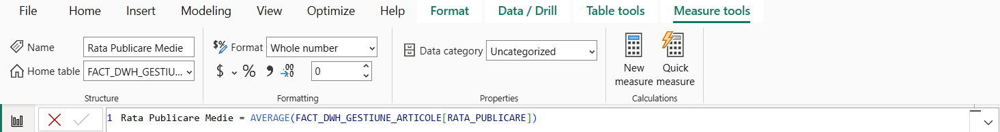 File Home Insert Modeling View Optimize Help Format Data / Drill Table tools Measure tools
Name Rata Publicare Medie $% Format Whole number Data category Uncategorized New measure Quick measure
Home table FACT_DWH_GESTIU... $ % , .00 →.0 0
Structure Formatting Properties Calculations
1 Rata Publicare Medie = AVERAGE(FACT_DWH_GESTIUNE_ARTICOLE[RATA_PUBLICARE])